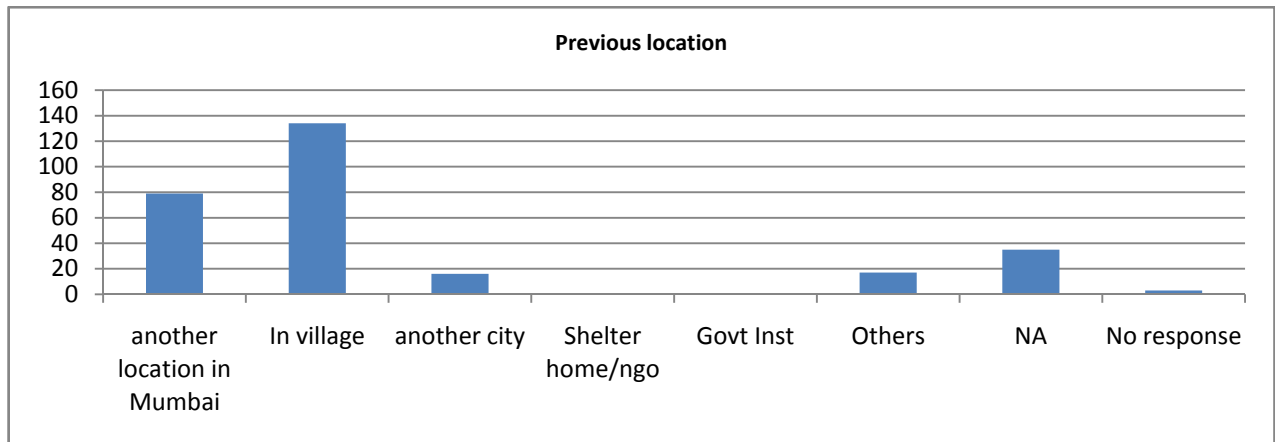 Previous location
160
140
120
100
80
60
40
20
0
another location in Mumbai
In village
another city
Shelter home/ngo
Govt Inst
Others
NA
No response